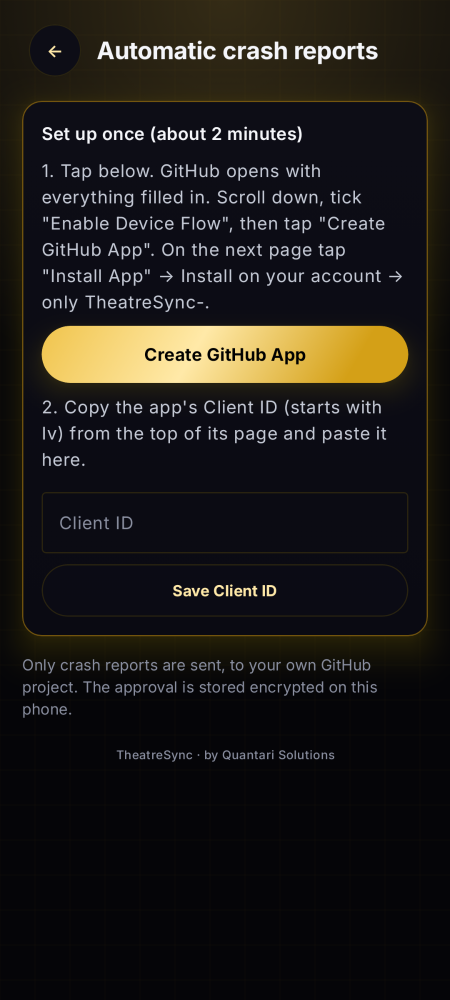 ←
Automatic crash reports
Set up once (about 2 minutes)
1. Tap below. GitHub opens with
everything filled in. Scroll down, tick
"Enable Device Flow", then tap "Create
GitHub App". On the next page tap
"Install App" → Install on your account →
only TheatreSync-.
Create GitHub App
2. Copy the app's Client ID (starts with
Iv) from the top of its page and paste it
here.
Client ID
Save Client ID
Only crash reports are sent, to your own GitHub
project. The approval is stored encrypted on this
phone.
TheatreSync · by Quantari Solutions